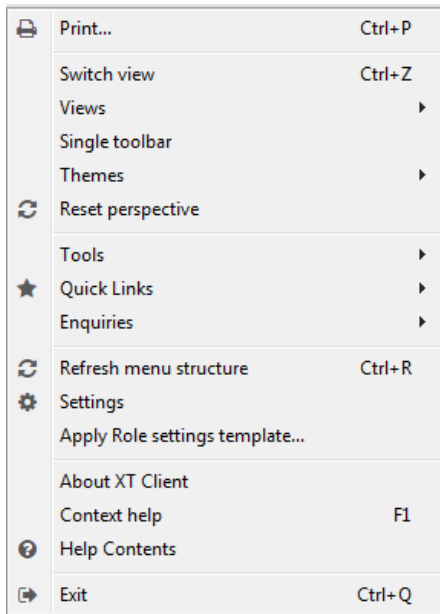 Print... Ctrl+P
Switch view Ctrl+Z
Views
Single toolbar
Themes
Reset perspective
Tools
Quick Links
Enquiries
Refresh menu structure Ctrl+R
Settings
Apply Role settings template...
About XT Client
Context help F1
Help Contents
Exit Ctrl+Q